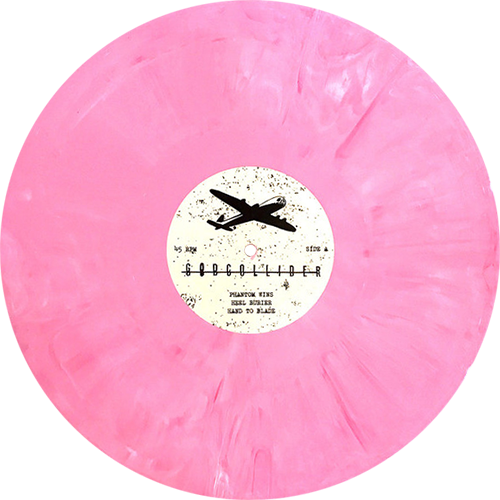 45 RPM SIDE A
GODCOLLIDER
PHANTOM WINS
HEEL BURIER
HAND TO BLADE